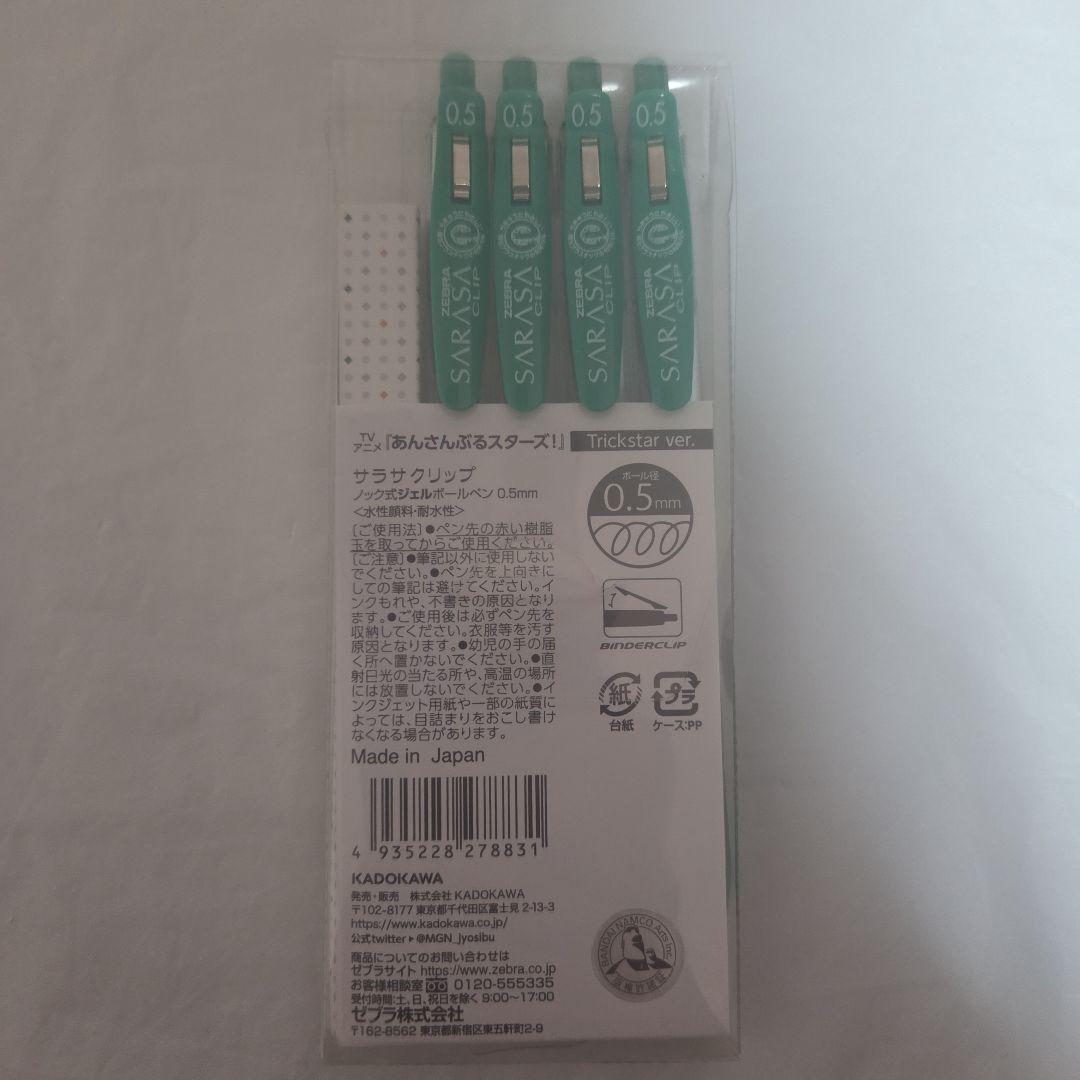 0.5 0.5 0.5 0.5
ZEBRA ZEBRA ZEBRA ZEBRA
SARASA CLIP SARASA CLIP SARASA CLIP SARASA CLIP
TVアニメ『あんさんぶるスターズ!』 Trickstar ver.
サラサクリップ
ノック式ジェルボールペン 0.5mm
<水性顔料・耐水性>
[ご使用法]●ペン先の赤い樹脂
玉を取ってからご使用ください。
[ご注意]●筆記以外に使用しない
でください。●ペン先を上向きに
しての筆記は避けてください。イ
ンクもれや、不書きの原因となり
ます。●ご使用後は必ずペン先を
収納してください。衣服等を汚す
原因となります。●幼児の手の届
く所へ置かないでください。●直
射日光の当たる所や、高温の場所
には放置しないでください。●イ
ンクジェット用紙や一部の紙質に
よっては、目詰まりをおこし書け
なくなる場合があります。
Made in Japan
ボール径
0.5mm
BINDERCLIP
紙 プラ
台紙 ケース:PP
4 935228 278831
KADOKAWA
発売・販売 株式会社 KADOKAWA
〒102-8177 東京都千代田区富士見 2-13-3
https://www.kadokawa.co.jp/
公式twitter ▶ @MGN_jyosibu
商品についてのお問い合わせは
ゼブラサイト https://www.zebra.co.jp
お客様相談室 0120-555335
受付時間:土、日、祝日を除く 9:00～17:00
ゼブラ株式会社
〒162-8562 東京都新宿区東五軒町2-9
BANDAI NAMCO Arts Inc.